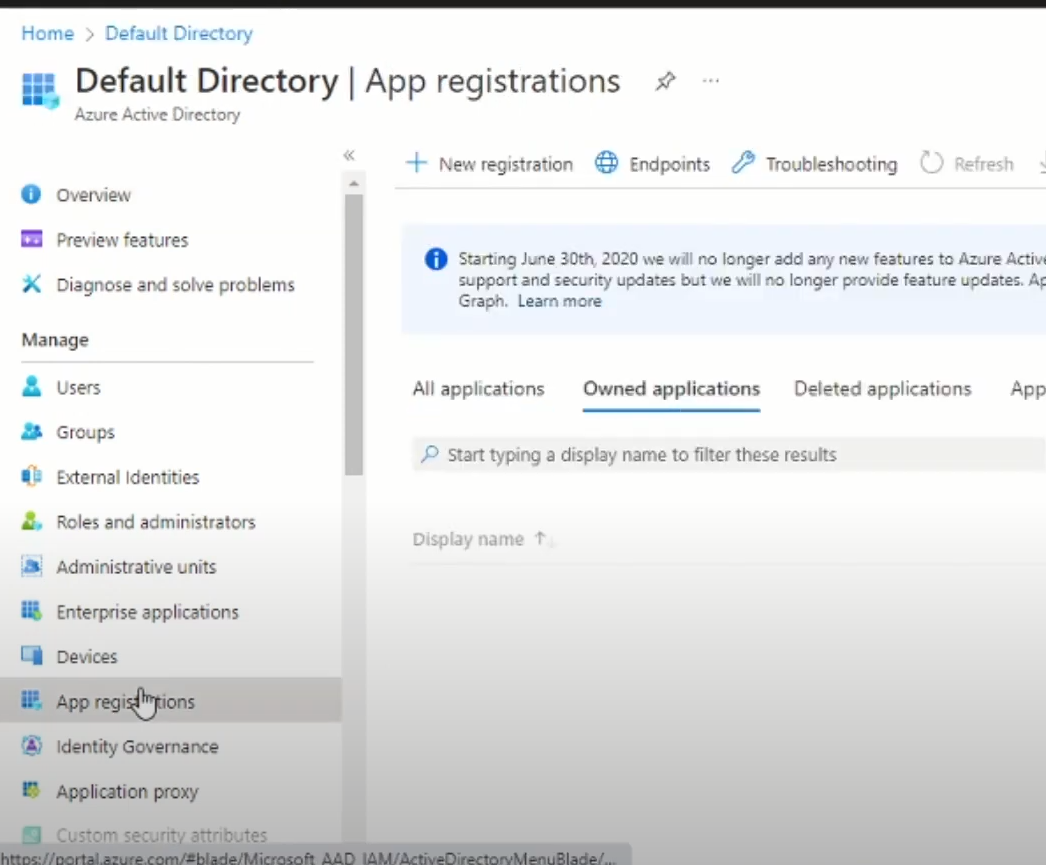 Home > Default Directory
Default Directory | App registrations
Azure Active Directory
Overview
Preview features
Diagnose and solve problems
Manage
Users
Groups
External Identities
Roles and administrators
Administrative units
Enterprise applications
Devices
App registrations
Identity Governance
Application proxy
Custom security attributes
https://portal.azure.com/#blade/Microsoft_AAD_IAM/ActiveDirectoryMenuBlade/...
New registration Endpoints Troubleshooting Refresh
Starting June 30th, 2020 we will no longer add any new features to Azure Active
support and security updates but we will no longer provide feature updates. Ap
Graph. Learn more
All applications Owned applications Deleted applications App
Start typing a display name to filter these results
Display name